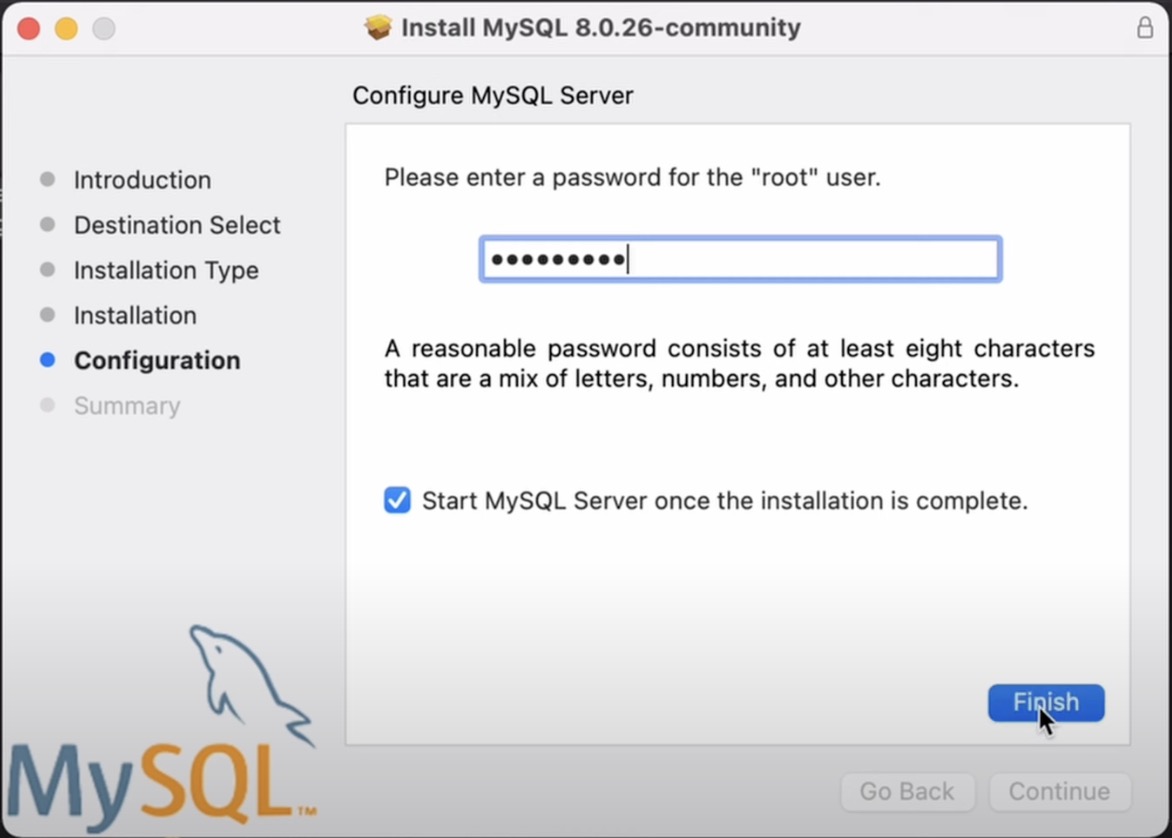 Install MySQL 8.0.26-community
Configure MySQL Server
Introduction
Destination Select
Installation Type
Installation
Configuration
Summary
Please enter a password for the "root" user.
•••••••••
A reasonable password consists of at least eight characters
that are a mix of letters, numbers, and other characters.
Start MySQL Server once the installation is complete.
Finish
MySQL™
Go Back
Continue